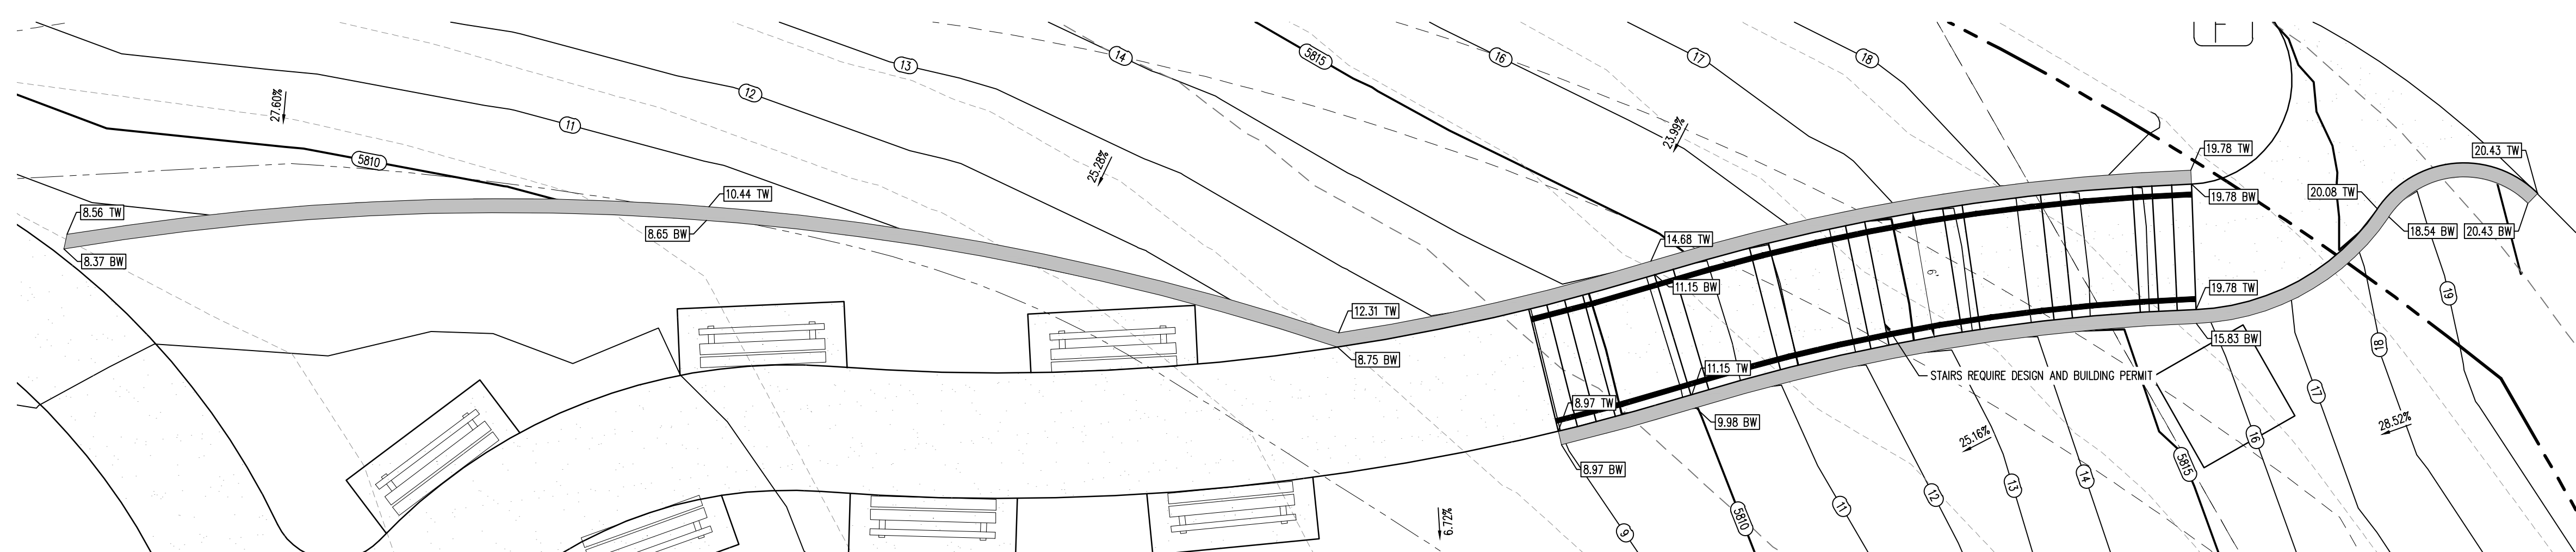 13
14
5815
16
17
18
12
11
27.60%
5810
25.28%
23.99%
19.78 TW
20.43 TW
19.78 BW
20.08 TW
18.54 BW
20.43 BW
8.56 TW
10.44 TW
8.65 BW
8.37 BW
14.68 TW
11.15 BW
6'
12.31 TW
8.75 BW
19.78 TW
15.83 BW
19
18
17
11.15 TW
STAIRS REQUIRE DESIGN AND BUILDING PERMIT
8.97 TW
9.98 BW
8.97 BW
25.16%
28.52%
16
5815
14
13
12
11
5810
9
6.72%